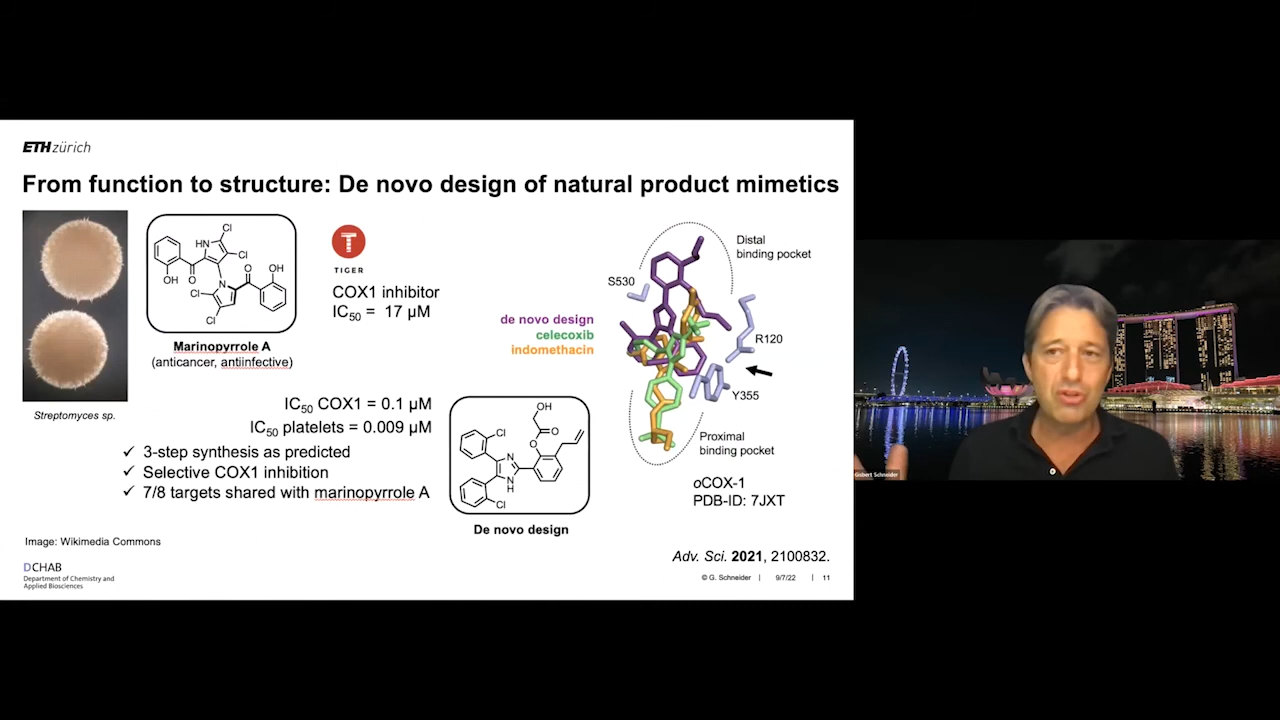 ETH zürich
From function to structure: De novo design of natural product mimetics
HN
Cl
Cl
OH
O
N
O
OH
Cl
Cl
Marinopyrrole A
(anticancer, antiinfective)
Streptomyces sp.
T
TIGER
COX1 inhibitor
IC50 = 17 μM
IC50 COX1 = 0.1 μM
IC50 platelets = 0.009 μM
✓ 3-step synthesis as predicted
✓ Selective COX1 inhibition
✓ 7/8 targets shared with marinopyrrole A
OH
Cl
O
O
N
N
H
Cl
De novo design
de novo design
celecoxib
indomethacin
Distal
binding pocket
S530
R120
Y355
Proximal
binding pocket
oCOX-1
PDB-ID: 7JXT
Image: Wikimedia Commons
Adv. Sci. 2021, 2100832.
DCHAB
Department of Chemistry and
Applied Biosciences
© G. Schneider | 9/7/22 | 11
Gisbert Schneider